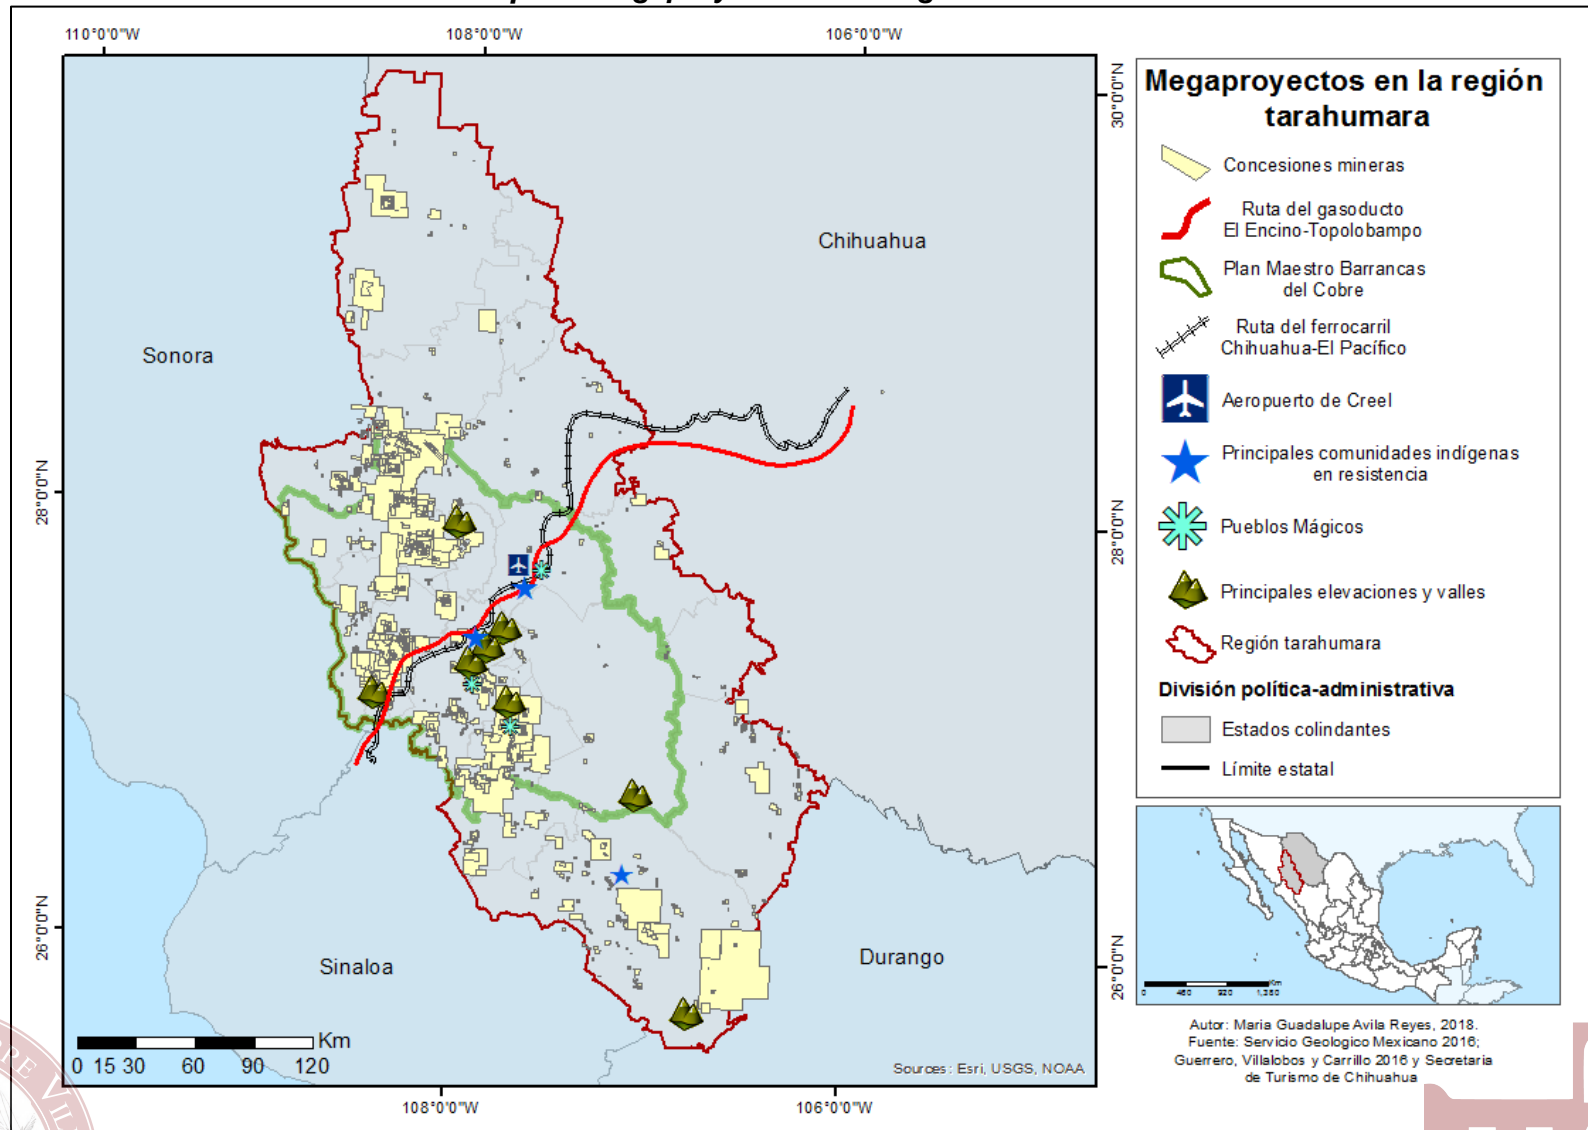 110°0'0"W
108°0'0"W
106°0'0"W
30°0'0"N
28°0'0"N
28°0'0"N
26°0'0"N
26°0'0"N
108°0'0"W
106°0'0"W
Chihuahua
Sonora
Sinaloa
Durango
Km
0 15 30 60 90 120
Sources: Esri, USGS, NOAA
Megaproyectos en la región
tarahumara
Concesiones mineras
Ruta del gasoducto
El Encino-Topolobampo
Plan Maestro Barrancas
del Cobre
Ruta del ferrocarril
Chihuahua-El Pacífico
Aeropuerto de Creel
Principales comunidades indígenas
en resistencia
Pueblos Mágicos
Principales elevaciones y valles
Región tarahumara
División política-administrativa
Estados colindantes
Límite estatal
Km
0 460 920
Autor: Maria Guadalupe Avila Reyes, 2018.
Fuente: Servicio Geologico Mexicano 2016;
Guerrero, Villalobos y Carrillo 2016 y Secretaria
de Turismo de Chihuahua